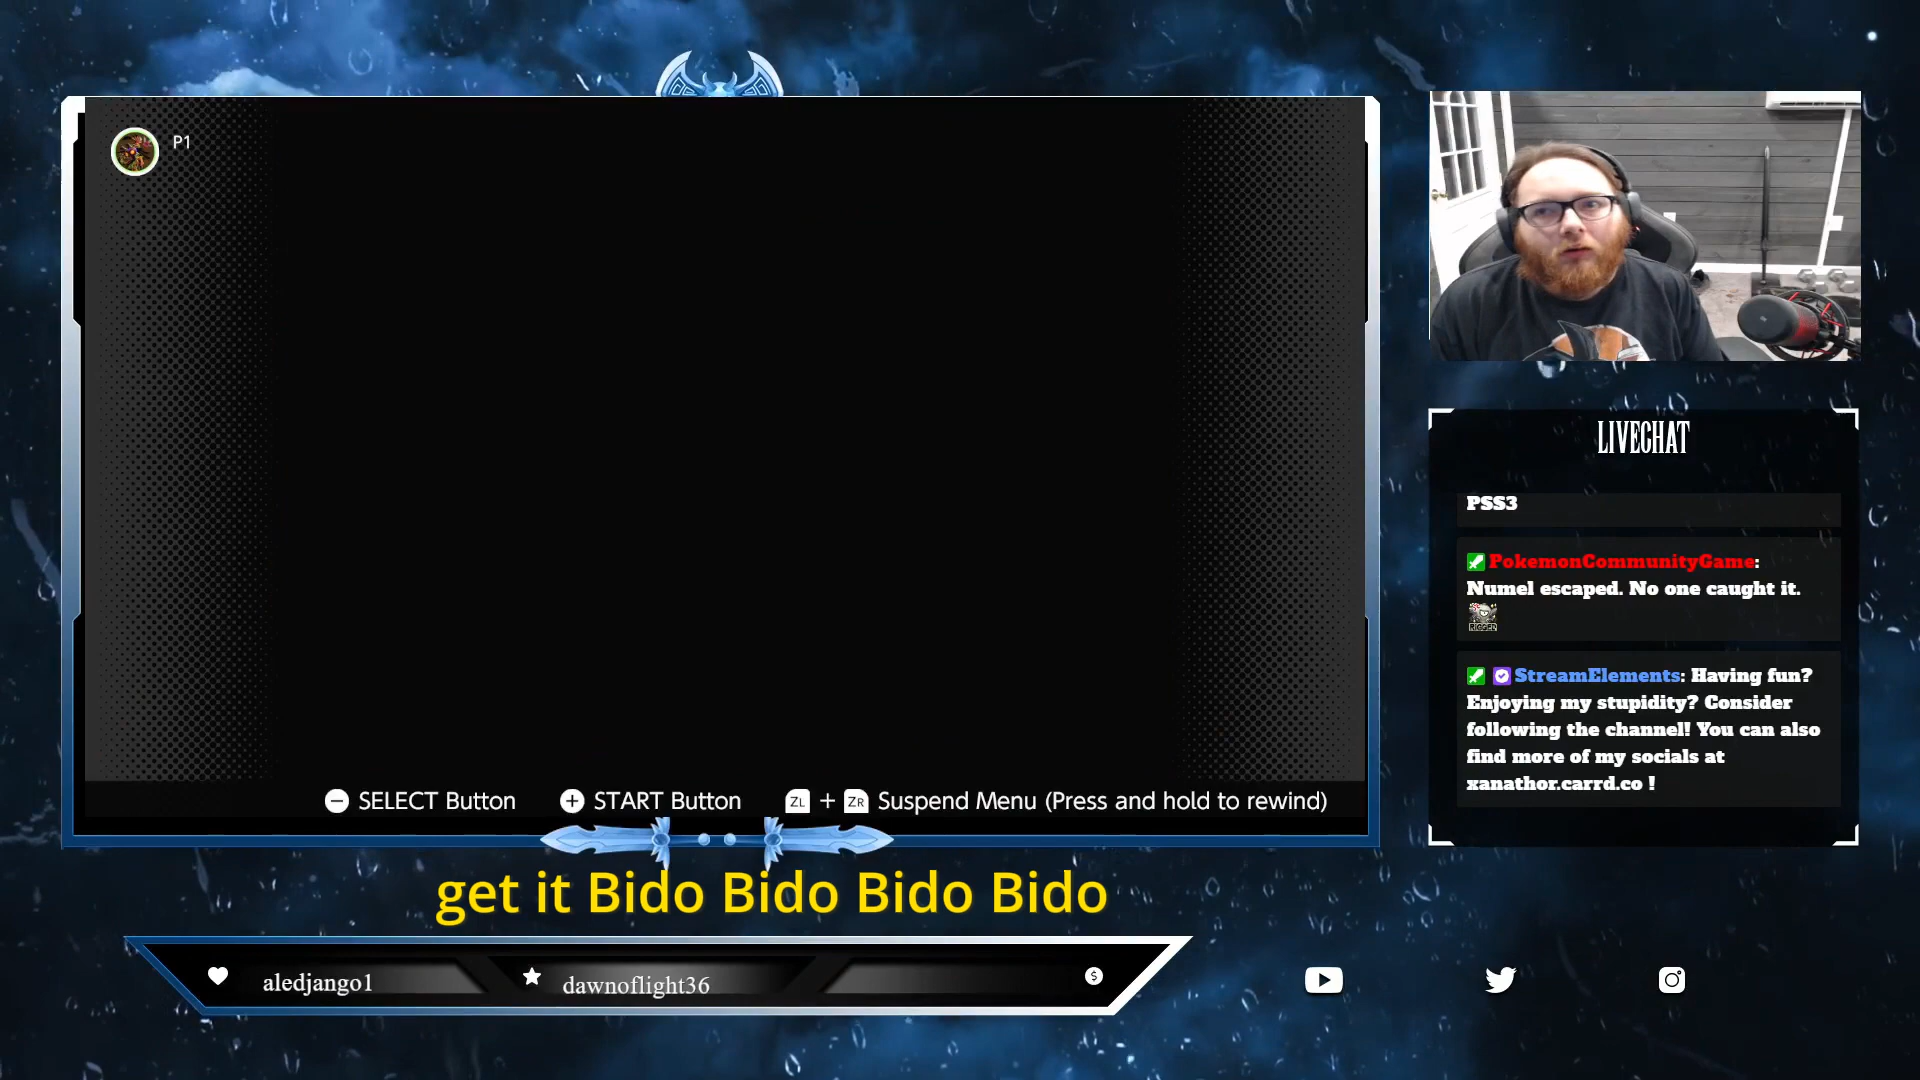 P1
SELECT Button
START Button
ZL + ZR Suspend Menu (Press and hold to rewind)
LIVECHAT
PSS3
PokemonCommunityGame:
Numel escaped. No one caught it.
StreamElements: Having fun?
Enjoying my stupidity? Consider
following the channel! You can also
find more of my socials at
xanathor.carrd.co !
get it Bido Bido Bido Bido
aledjango1
dawnoflight36